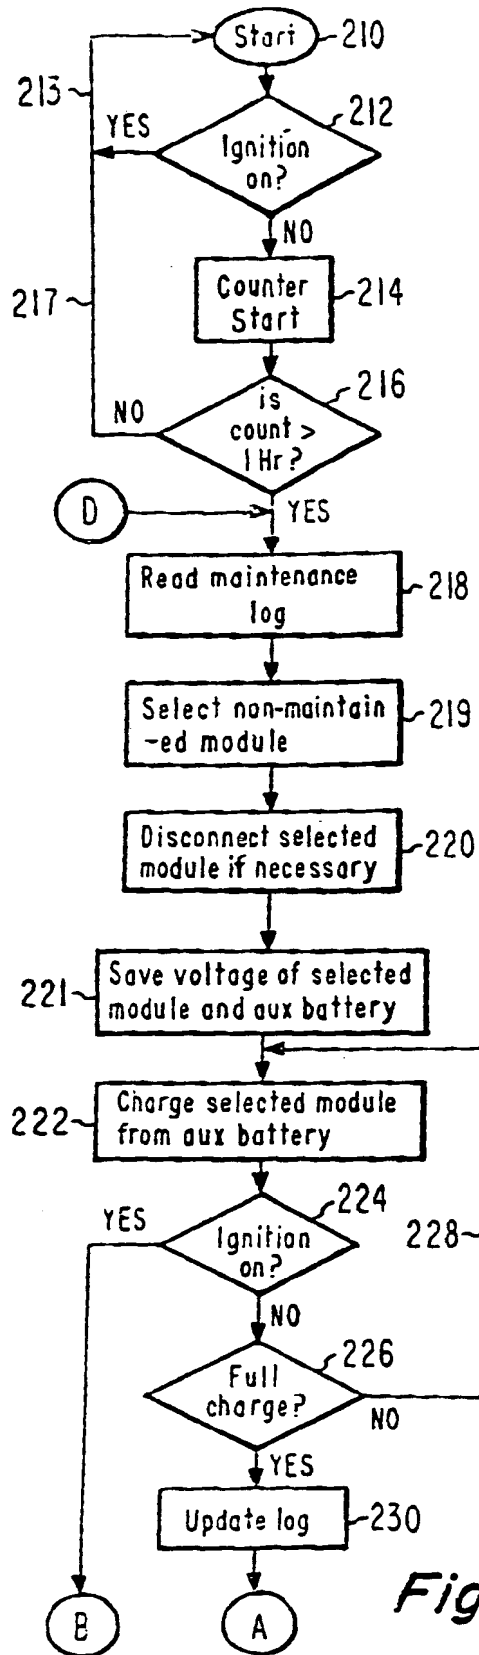 Start
210
213
212
YES
Ignition
on?
NO
Counter
Start
214
217
216
NO
is
count >
1 Hr?
D
YES
Read maintenance
log
218
Select non-maintain
-ed module
219
Disconnect selected
module if necessary
220
221
Save voltage of selected
module and aux battery
222
Charge selected module
from aux battery
YES
224
Ignition
on?
228
NO
226
Full
charge?
NO
YES
Update log
230
B
A
Fig